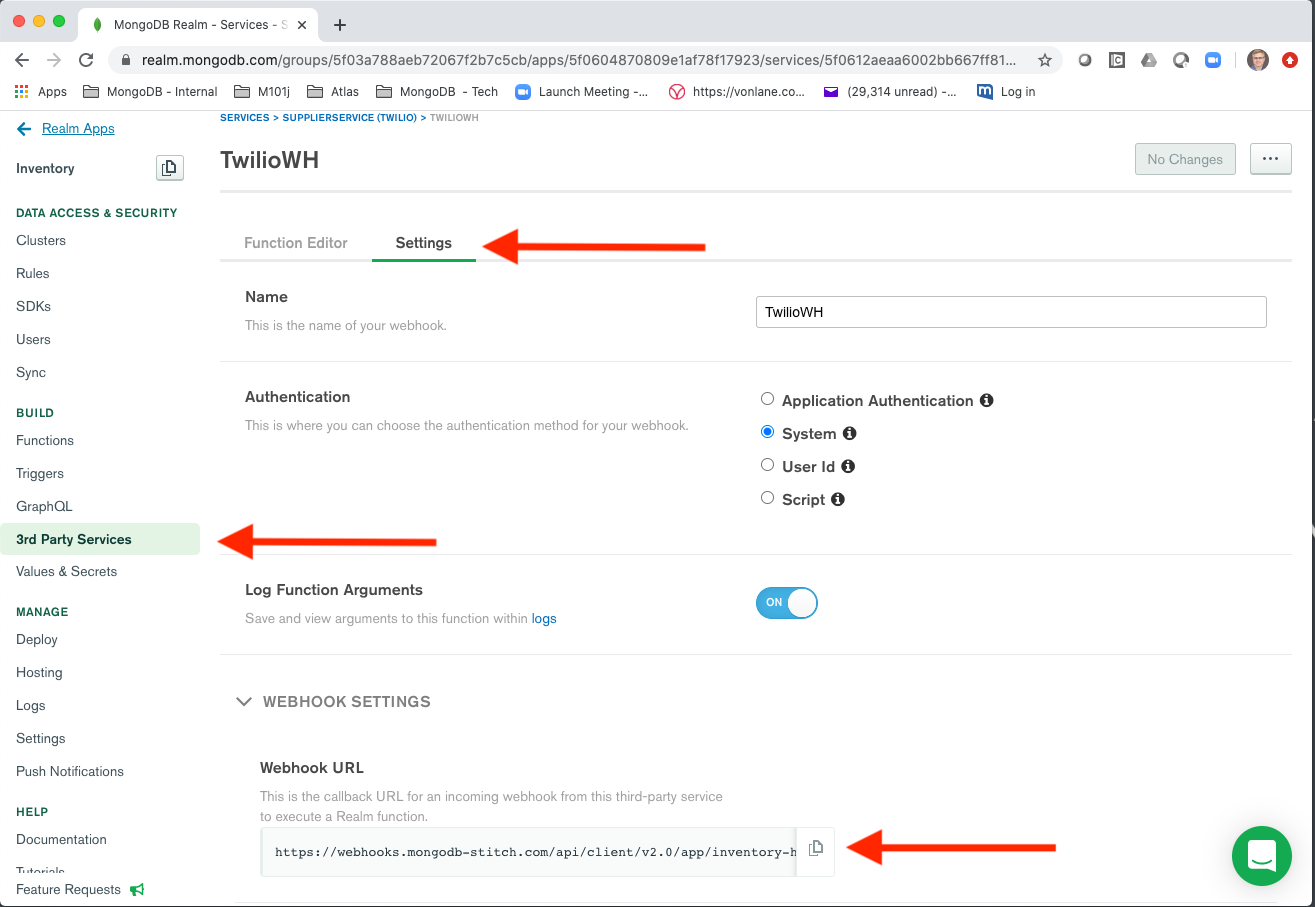 MongoDB Realm - Services - S
realm.mongodb.com/groups/5f03a788aeb72067f2b7c5cb/apps/5f0604870809e1af78f17923/services/5f0612aeaa6002bb667ff81...
Apps MongoDB - Internal M101j Atlas MongoDB - Tech Launch Meeting -... https://vonlane.co... (29,314 unread) -... Log in
Realm Apps
Inventory
DATA ACCESS & SECURITY
Clusters
Rules
SDKs
Users
Sync
BUILD
Functions
Triggers
GraphQL
3rd Party Services
Values & Secrets
MANAGE
Deploy
Hosting
Logs
Settings
Push Notifications
HELP
Documentation
Tutorials
Feature Requests
SERVICES > SUPPLIERSERVICE (TWILIO) > TWILIOWH
TwilioWH
No Changes
...
Function Editor Settings
Name
This is the name of your webhook.
TwilioWH
Authentication
This is where you can choose the authentication method for your webhook.
Application Authentication
System
User Id
Script
Log Function Arguments
Save and view arguments to this function within logs
ON
WEBHOOK SETTINGS
Webhook URL
This is the callback URL for an incoming webhook from this third-party service
to execute a Realm function.
https://webhooks.mongodb-stitch.com/api/client/v2.0/app/inventory-h